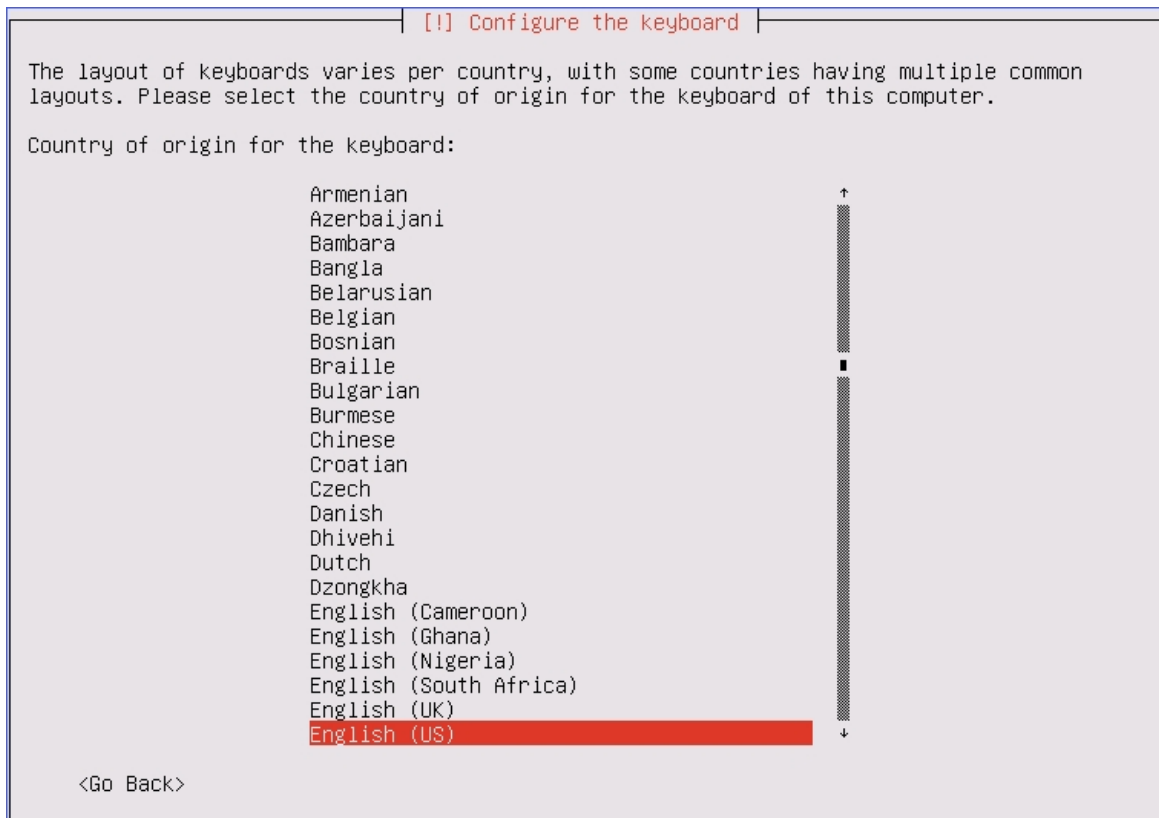 [!] Configure the keyboard
The layout of keyboards varies per country, with some countries having multiple common
layouts. Please select the country of origin for the keyboard of this computer.
Country of origin for the keyboard:
Armenian
Azerbaijani
Bambara
Bangla
Belarusian
Belgian
Bosnian
Braille
Bulgarian
Burmese
Chinese
Croatian
Czech
Danish
Dhivehi
Dutch
Dzongkha
English (Cameroon)
English (Ghana)
English (Nigeria)
English (South Africa)
English (UK)
English (US)
<Go Back>